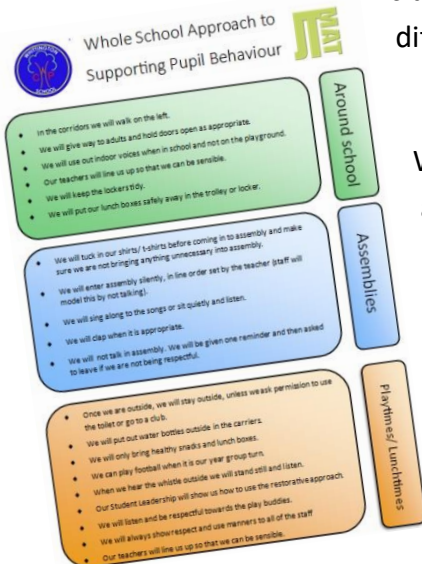 Whole School Approach to
Supporting Pupil Behaviour
WHITTINGTON
SCHOOL
JT
MAT
dif
W
Around school
In the corridors we will walk on the left.
We will give way to adults and hold doors open as appropriate.
We will use out indoor voices when in school and not on the playground.
Our teachers will line us up so that we can be sensible.
We will keep the lockers tidy.
We will put our lunch boxes safely away in the trolley or locker.
Assemblies
We will tuck in our shirts/ t-shirts before coming in to assembly and make
sure we are not bringing anything unnecessary into assembly.
We will enter assembly silently, in line order set by the teacher (staff will
model this by not talking).
We will sing along to the songs or sit quietly and listen.
We will clap when it is appropriate.
We will not talk in assembly. We will be given one reminder and then asked
to leave if we are not being respectful.
Playtimes/ Lunchtimes
Once we are outside, we will stay outside, unless we ask permission to use
the toilet or go to a club.
We will put out water bottles outside in the carriers.
We will only bring healthy snacks and lunch boxes.
We can play football when it is our year group turn.
When we hear the whistle outside we will stand still and listen.
Our Student Leadership will show us how to use the restorative approach.
We will listen and be respectful towards the play buddies.
We will always show respect and use manners to all of the staff
Our teachers will line us up so that we can be sensible.